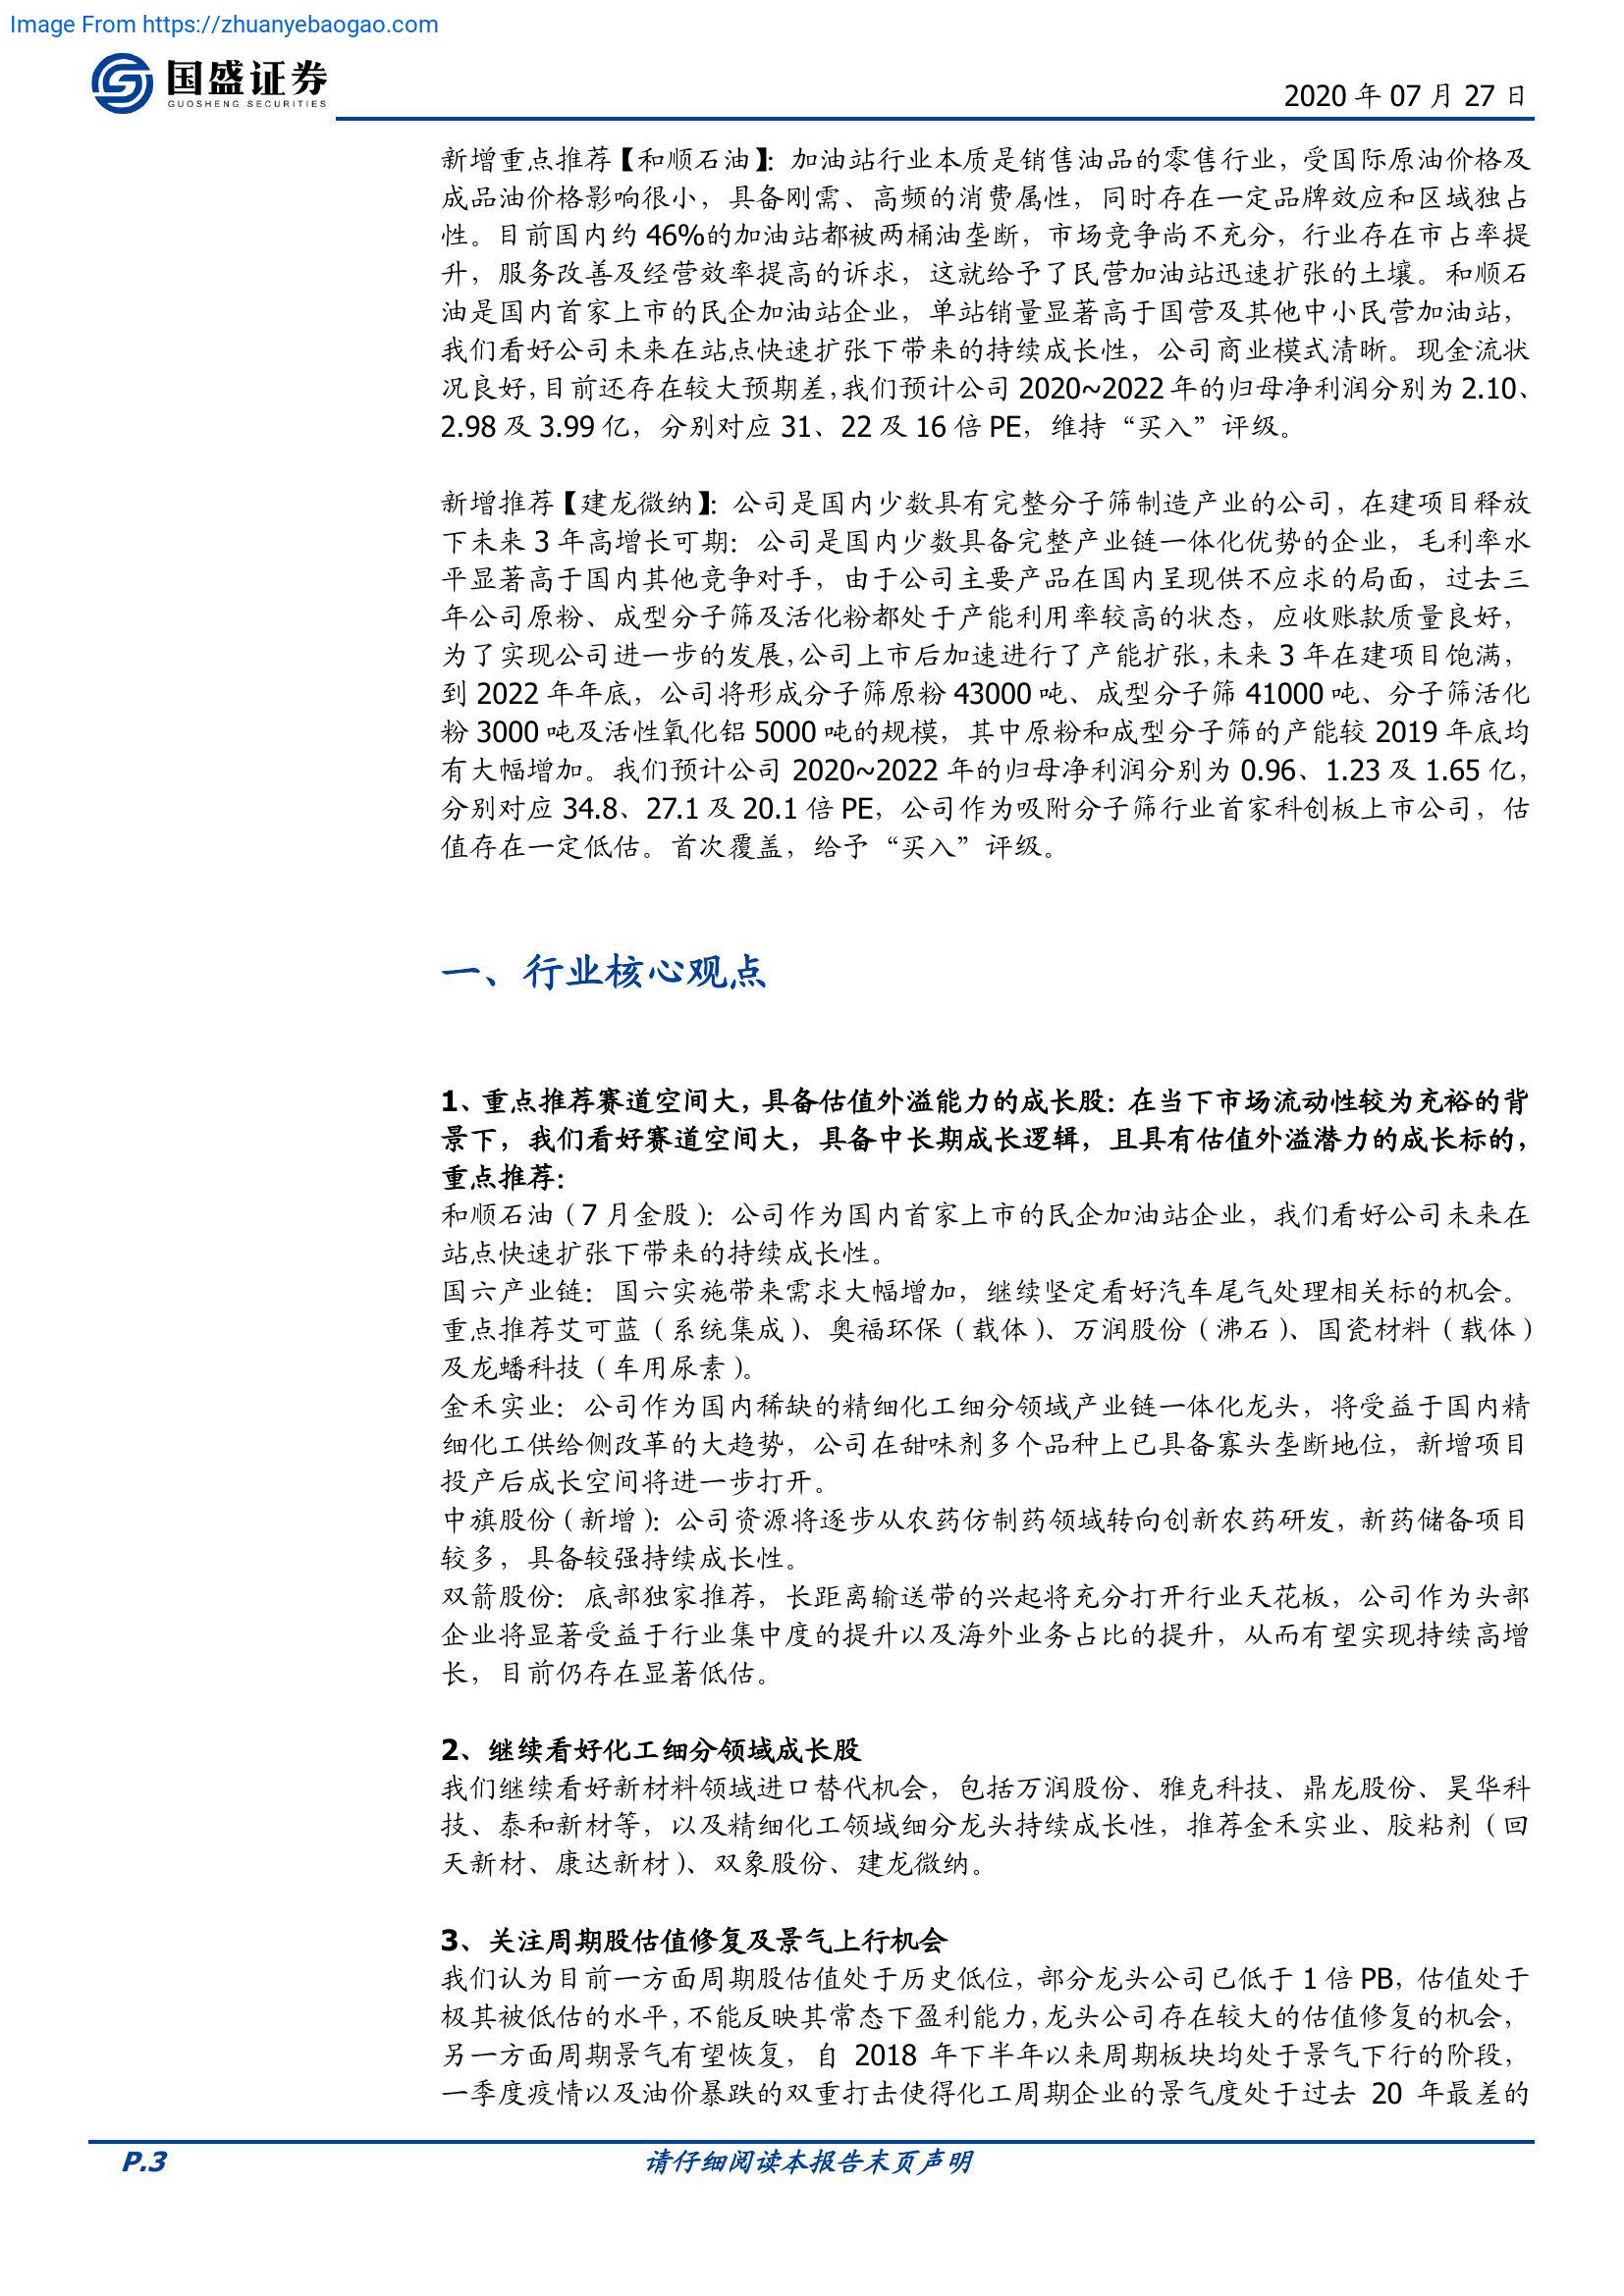 Image From https://zhuanyebaogao.com
国盛证券
GUOSHENG SECURITIES
2020 年 07 月 27 日
新增重点推荐【和顺石油】：加油站行业本质是销售油品的零售行业，受国际原油价格及
成品油价格影响很小，具备刚需、高频的消费属性，同时存在一定品牌效应和区域独占
性。目前国内约 46%的加油站都被两桶油垄断，市场竞争尚不充分，行业存在市占率提
升，服务改善及经营效率提高的诉求，这就给予了民营加油站迅速扩张的土壤。和顺石
油是国内首家上市的民企加油站企业，单站销量显著高于国营及其他中小民营加油站，
我们看好公司未来在站点快速扩张下带来的持续成长性，公司商业模式清晰。现金流状
况良好，目前还存在较大预期差，我们预计公司 2020~2022 年的归母净利润分别为 2.10、
2.98 及 3.99 亿，分别对应 31、22 及 16 倍 PE，维持“买入”评级。
新增推荐【建龙微纳】：公司是国内少数具有完整分子筛制造产业的公司，在建项目释放
下未来 3 年高增长可期：公司是国内少数具备完整产业链一体化优势的企业，毛利率水
平显著高于国内其他竞争对手，由于公司主要产品在国内呈现供不应求的局面，过去三
年公司原粉、成型分子筛及活化粉都处于产能利用率较高的状态，应收账款质量良好，
为了实现公司进一步的发展，公司上市后加速进行了产能扩张，未来 3 年在建项目饱满，
到 2022 年年底，公司将形成分子筛原粉 43000 吨、成型分子筛 41000 吨、分子筛活化
粉 3000 吨及活性氧化铝 5000 吨的规模，其中原粉和成型分子筛的产能较 2019 年底均
有大幅增加。我们预计公司 2020~2022 年的归母净利润分别为 0.96、1.23 及 1.65 亿，
分别对应 34.8、27.1 及 20.1 倍 PE，公司作为吸附分子筛行业首家科创板上市公司，估
值存在一定低估。首次覆盖，给予“买入”评级。
一、行业核心观点
1、重点推荐赛道空间大，具备估值外溢能力的成长股：在当下市场流动性较为充裕的背
景下，我们看好赛道空间大，具备中长期成长逻辑，且具有估值外溢潜力的成长标的，
重点推荐：
和顺石油（7 月金股）：公司作为国内首家上市的民企加油站企业，我们看好公司未来在
站点快速扩张下带来的持续成长性。
国六产业链：国六实施带来需求大幅增加，继续坚定看好汽车尾气处理相关标的机会。
重点推荐艾可蓝（系统集成）、奥福环保（载体）、万润股份（沸石）、国瓷材料（载体）
及龙蟠科技（车用尿素）。
金禾实业：公司作为国内稀缺的精细化工细分领域产业链一体化龙头，将受益于国内精
细化工供给侧改革的大趋势，公司在甜味剂多个品种上已具备寡头垄断地位，新增项目
投产后成长空间将进一步打开。
中旗股份（新增）：公司资源将逐步从农药仿制药领域转向创新农药研发，新药储备项目
较多，具备较强持续成长性。
双箭股份：底部独家推荐，长距离输送带的兴起将充分打开行业天花板，公司作为头部
企业将显著受益于行业集中度的提升以及海外业务占比的提升，从而有望实现持续高增
长，目前仍存在显著低估。
2、继续看好化工细分领域成长股
我们继续看好新材料领域进口替代机会，包括万润股份、雅克科技、鼎龙股份、昊华科
技、泰和新材等，以及精细化工领域细分龙头持续成长性，推荐金禾实业、胶粘剂（回
天新材、康达新材）、双象股份、建龙微纳。
3、关注周期股估值修复及景气上行机会
我们认为目前一方面周期股估值处于历史低位，部分龙头公司已低于 1 倍 PB，估值处于
极其被低估的水平，不能反映其常态下盈利能力，龙头公司存在较大的估值修复的机会，
另一方面周期景气有望恢复，自 2018 年下半年以来周期板块均处于景气下行的阶段，
一季度疫情以及油价暴跌的双重打击使得化工周期企业的景气度处于过去 20 年最差的
P.3
请仔细阅读本报告末页声明